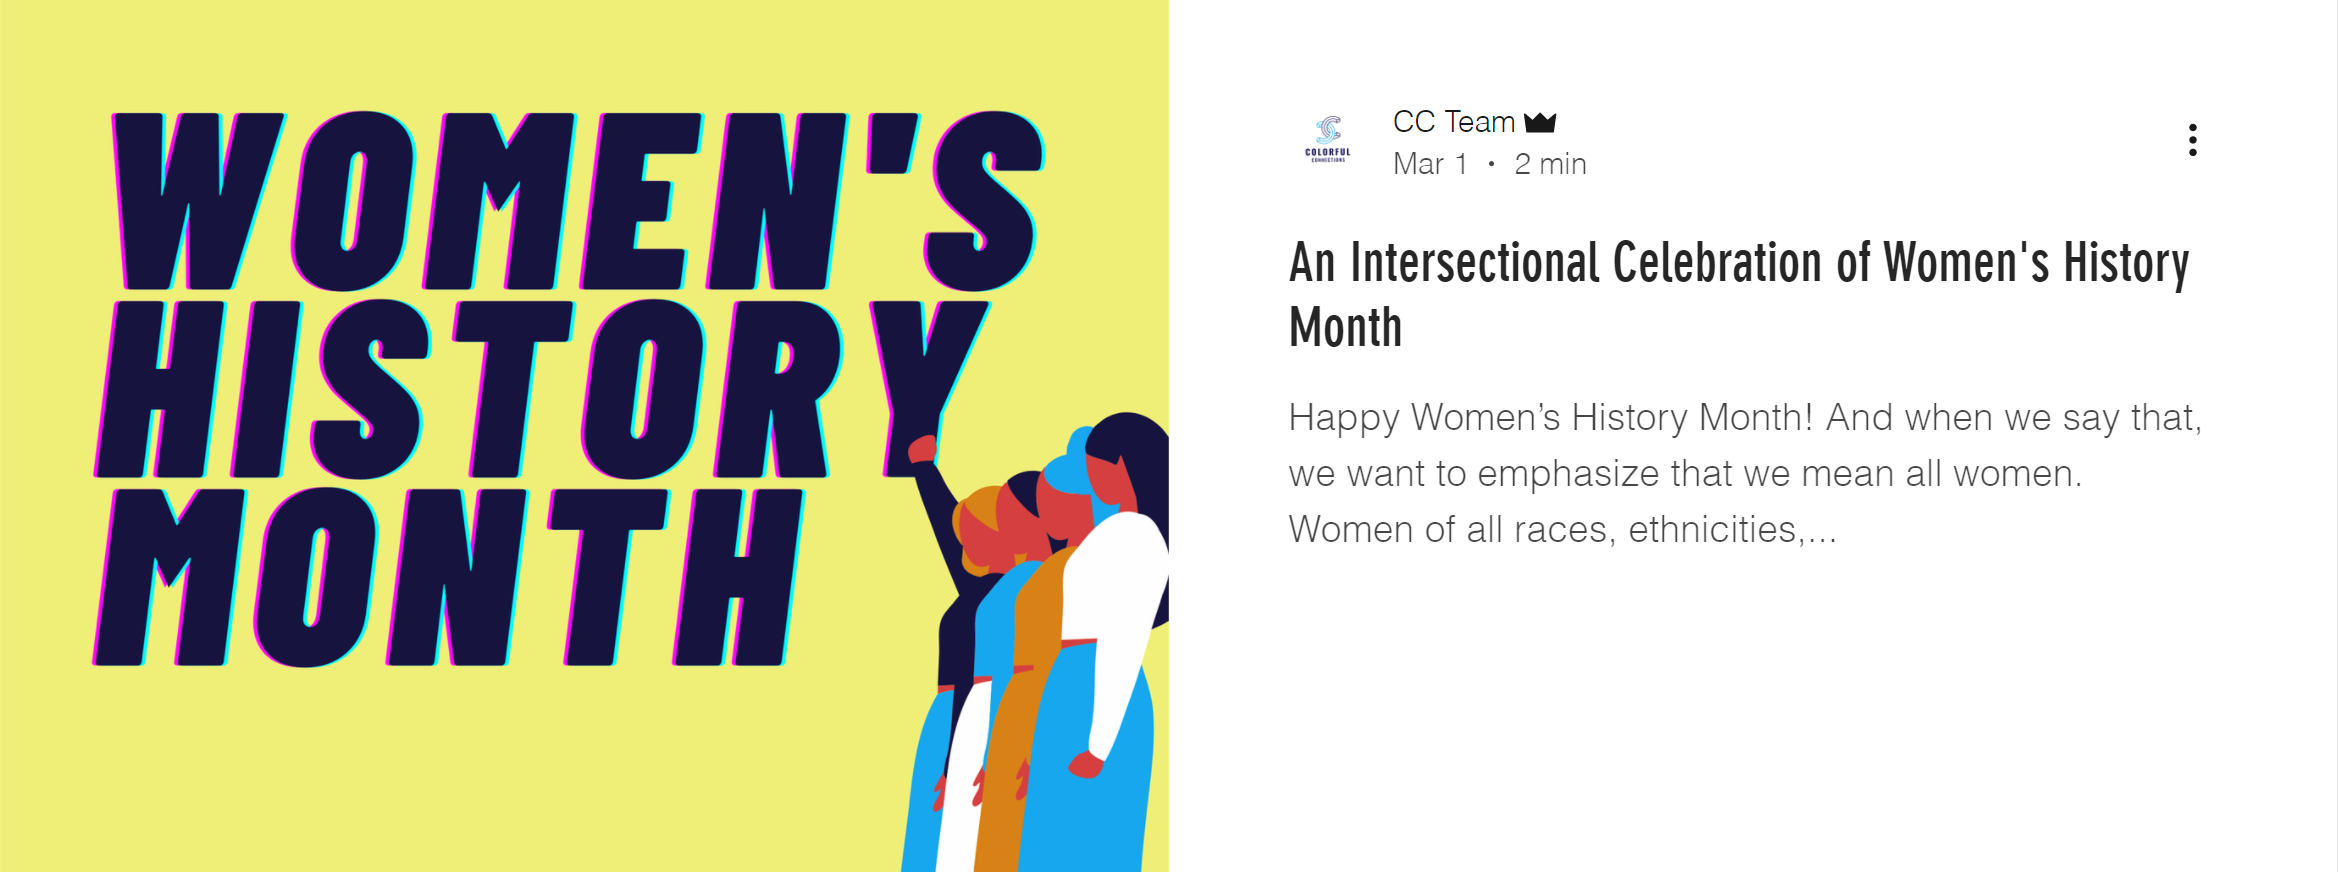 WOMEN'S
HISTORY
MONTH
COLORFUL
CONNECTIONS
CC Team
Mar 1 · 2 min
An Intersectional Celebration of Women's History
Month
Happy Women’s History Month! And when we say that,
we want to emphasize that we mean all women.
Women of all races, ethnicities,...